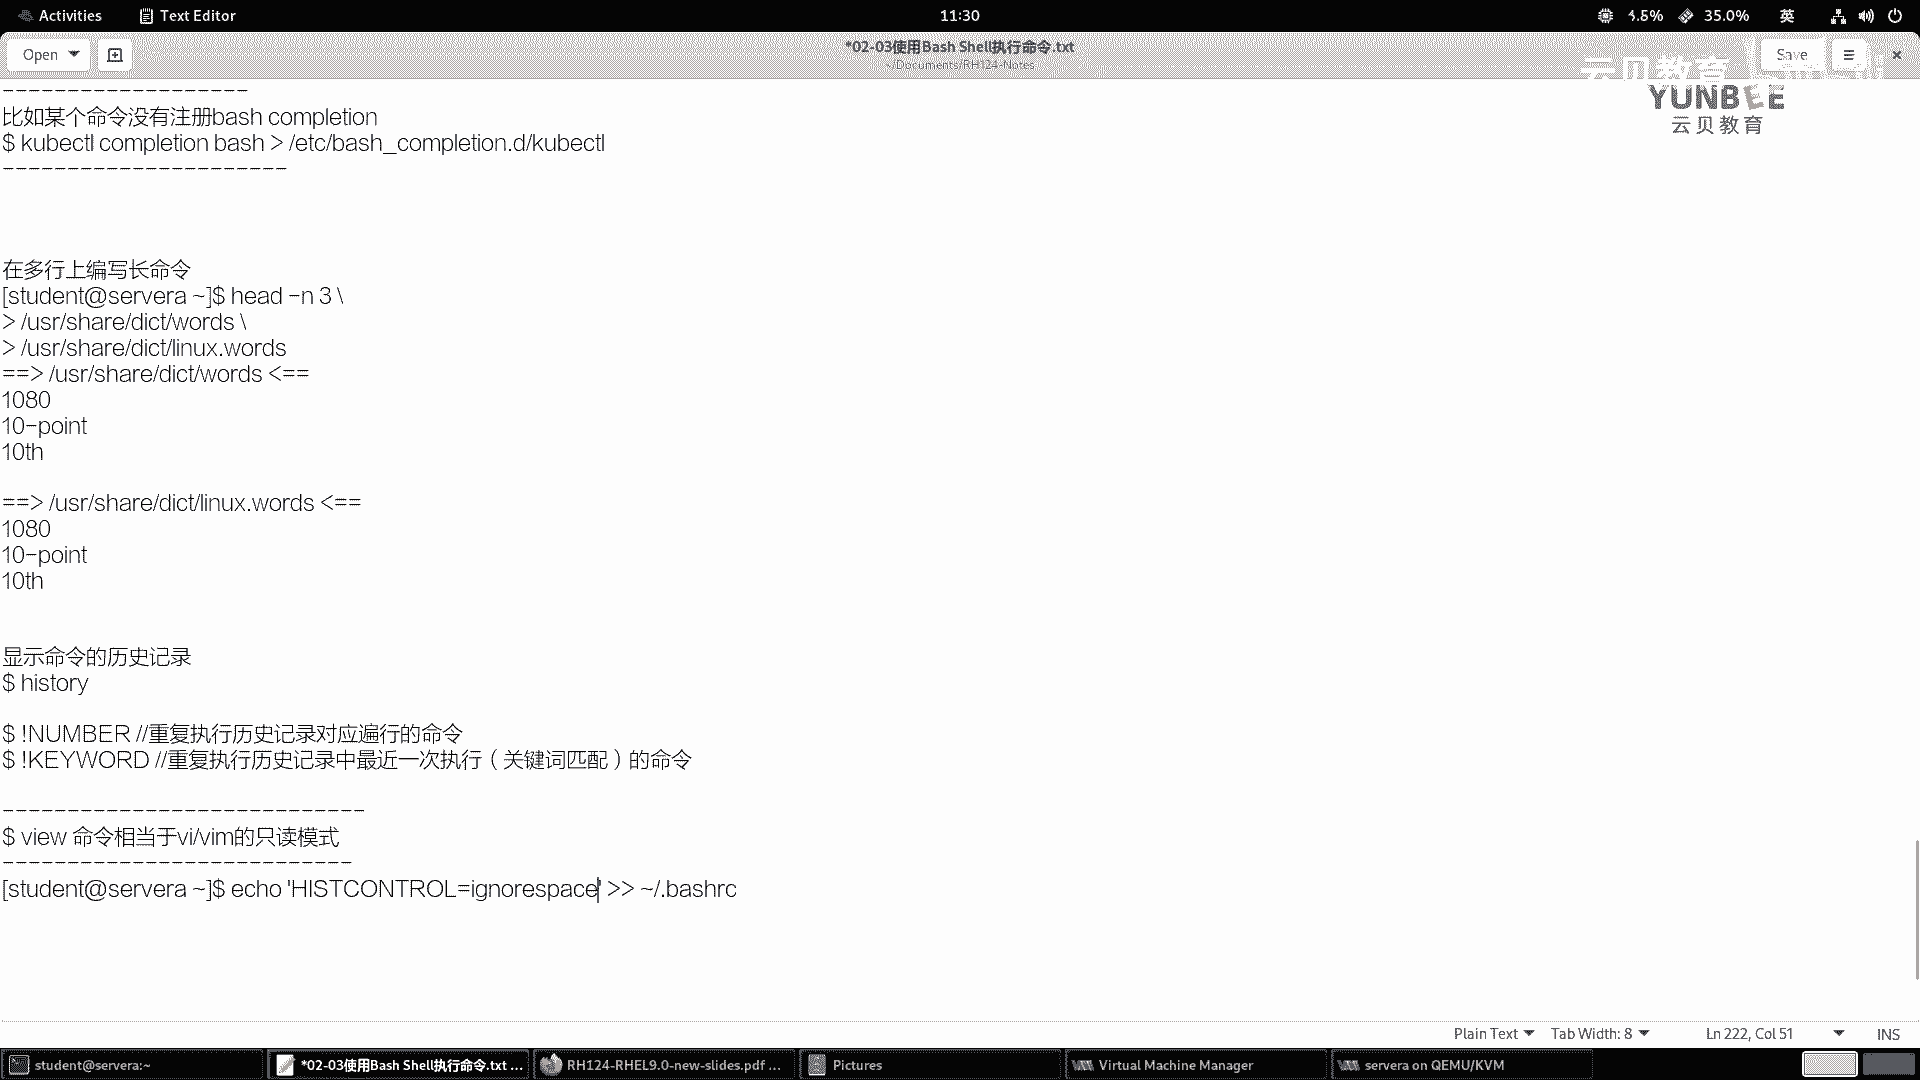 Activities Text Editor 11:30 4.5% 35.0% 英
Open *02-03使用Bash Shell执行命令.txt Save
~/Documents/RH124-Notes
云贝教育
YUNBEE
云贝教育
-------------------
比如某个命令没有注册bash completion
$ kubectl completion bash > /etc/bash_completion.d/kubectl
----------------------
在多行上编写长命令
[student@servera ~]$ head -n 3 \
> /usr/share/dict/words \
> /usr/share/dict/linux.words
==> /usr/share/dict/words <==
1080
10-point
10th
==> /usr/share/dict/linux.words <==
1080
10-point
10th
显示命令的历史记录
$ history
$ !NUMBER //重复执行历史记录对应遍行的命令
$ !KEYWORD //重复执行历史记录中最近一次执行（关键词匹配）的命令
----------------------------
$ view 命令相当于vi/vim的只读模式
---------------------------
[student@servera ~]$ echo 'HISTCONTROL=ignorespace' >> ~/.bashrc
Plain Text Tab Width: 8 Ln 222, Col 51 INS
student@servera:~ *02-03使用Bash Shell执行命令.txt ... RH124-RHEL9.0-new-slides.pdf ... Pictures Virtual Machine Manager servera on QEMU/KVM